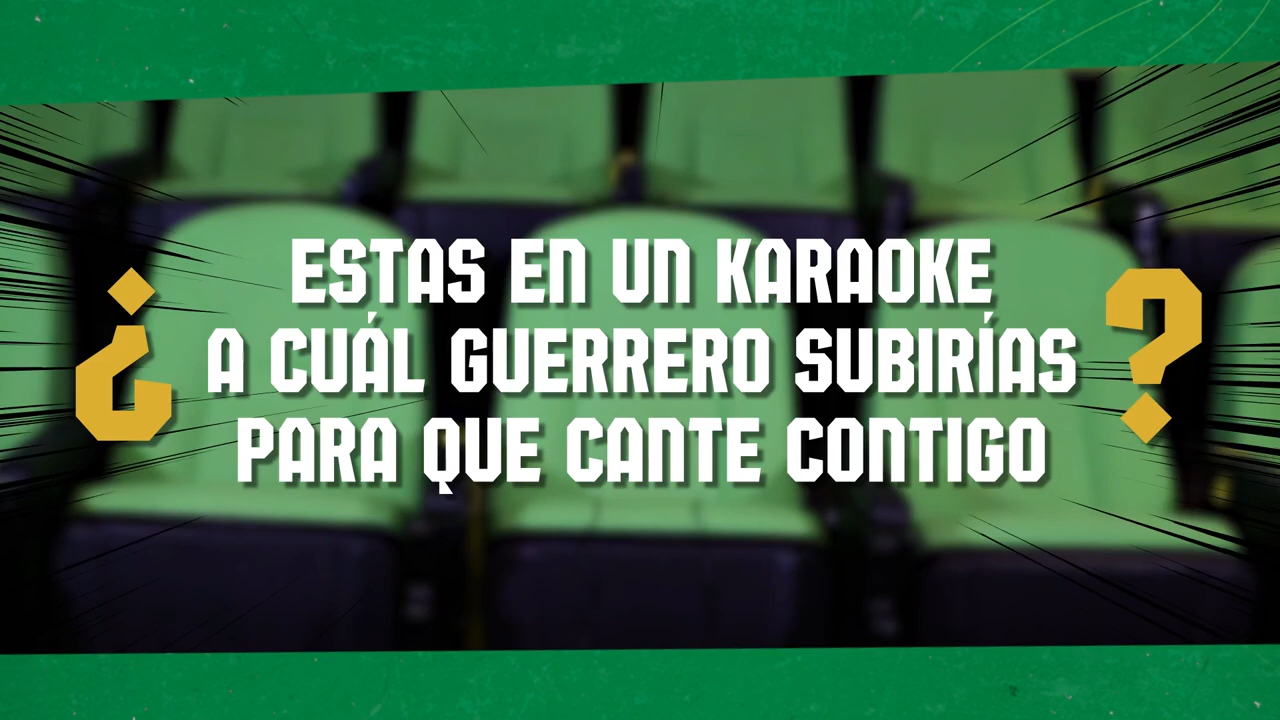 ¿ESTAS EN UN KARAOKE
A CUÁL GUERRERO SUBIRÍAS
PARA QUE CANTE CONTIGO?